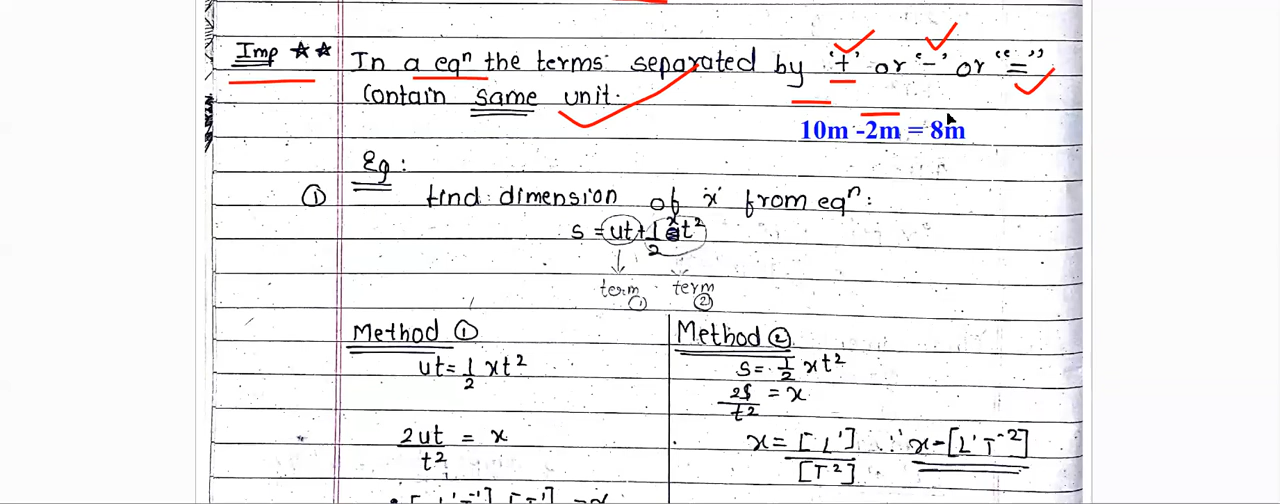 Imp ☆☆ In a eqⁿ the terms separated by '+' or '-' or "="
Contain same unit.
10m -2m = 8m
Eg:
① find dimension of x from eqⁿ:
s = ut + 1/2 xt²
term ① term ②
Method ①
ut = 1/2 xt²
2ut/t² = x
Method ②
s = 1/2 xt²
2s/t² = x
x = [L¹]/[T²] ∴ x = [L¹T⁻²]